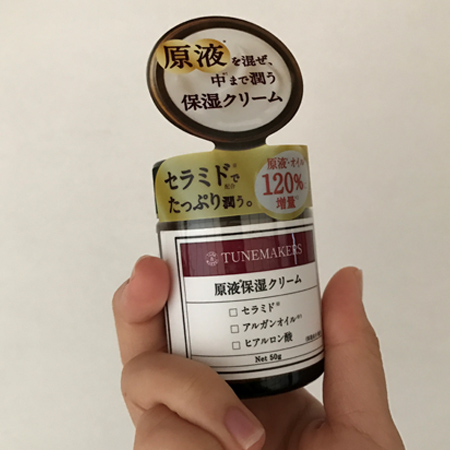 原液*を混ぜ、
中まで潤う
保湿クリーム
セラミド※配合で
たっぷり潤う。
原液・オイル
120%
増量
TUNEMAKERS
原液保湿クリーム
□ セラミド※
□ アルガンオイル
□ ヒアルロン酸
Net 50g